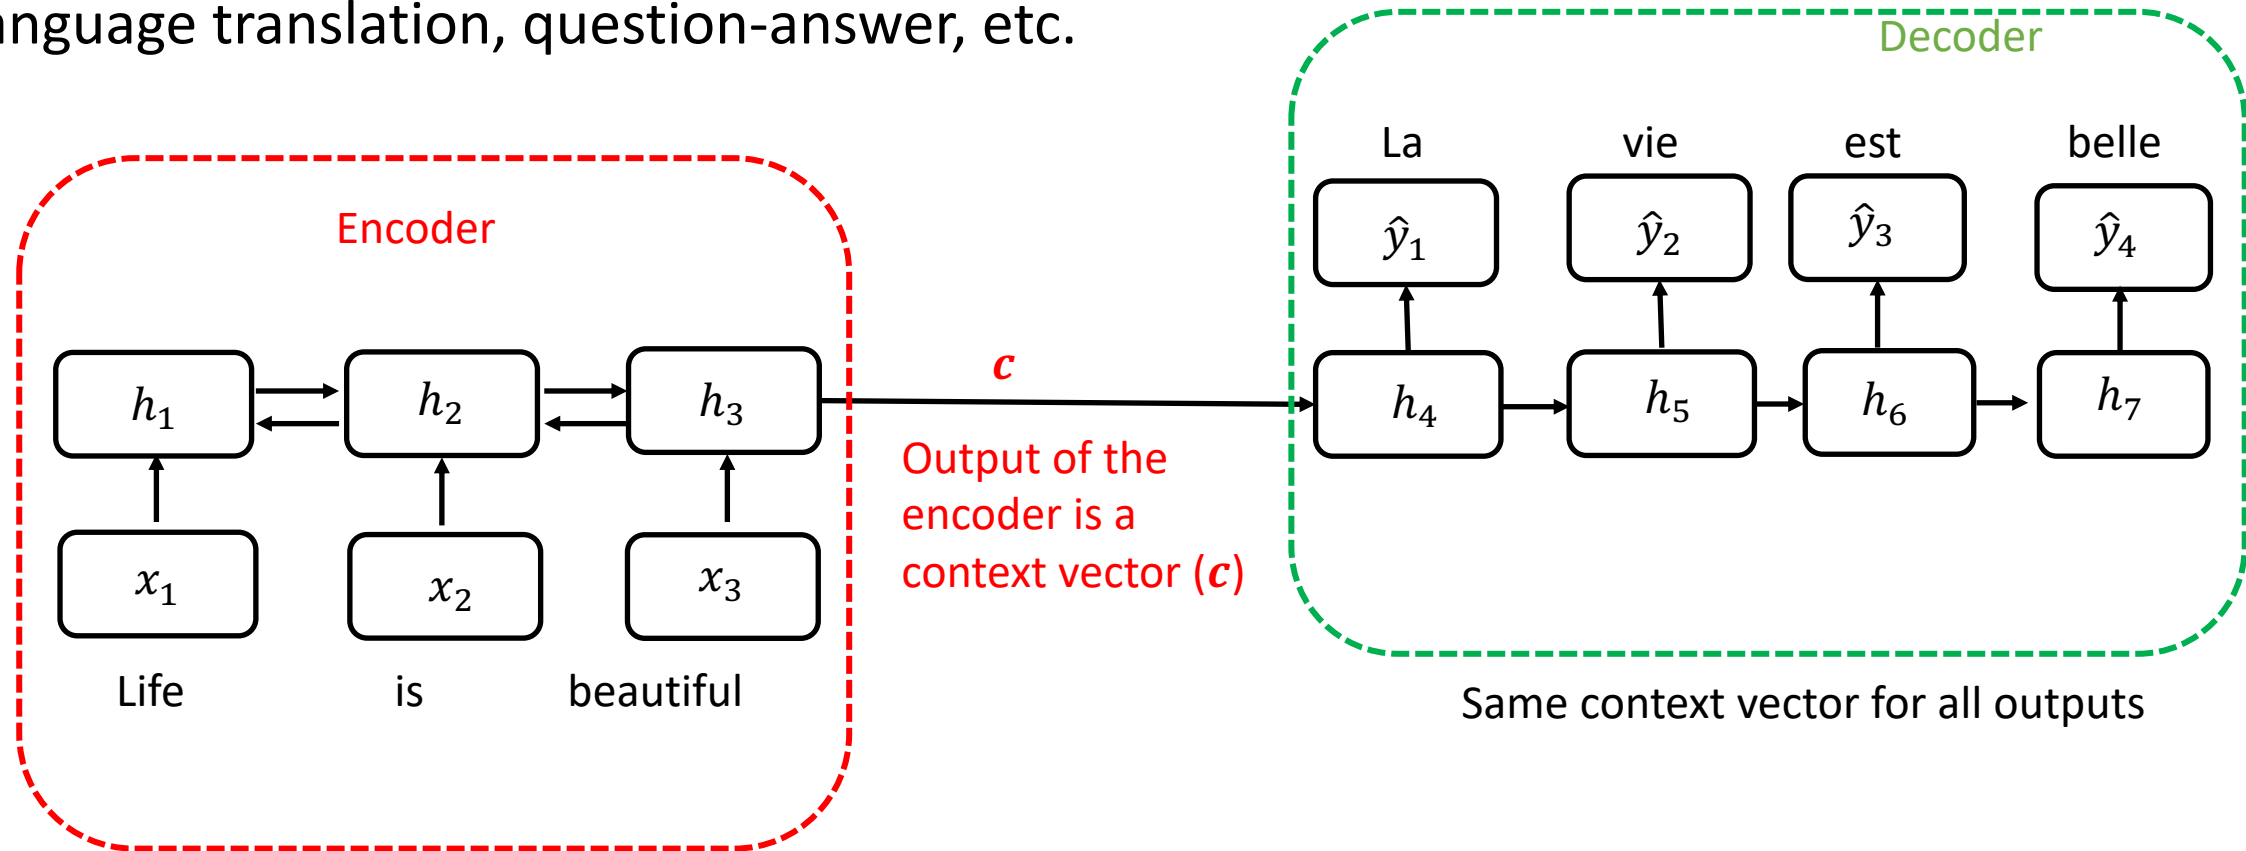 anguage translation, question-answer, etc.
Decoder
La vie est belle
Encoder
ŷ₁ ŷ₂ ŷ₃ ŷ₄
c
h₁ h₂ h₃
h₄ h₅ h₆ h₇
Output of the
encoder is a
context vector (c)
x₁ x₂ x₃
Life is beautiful
Same context vector for all outputs